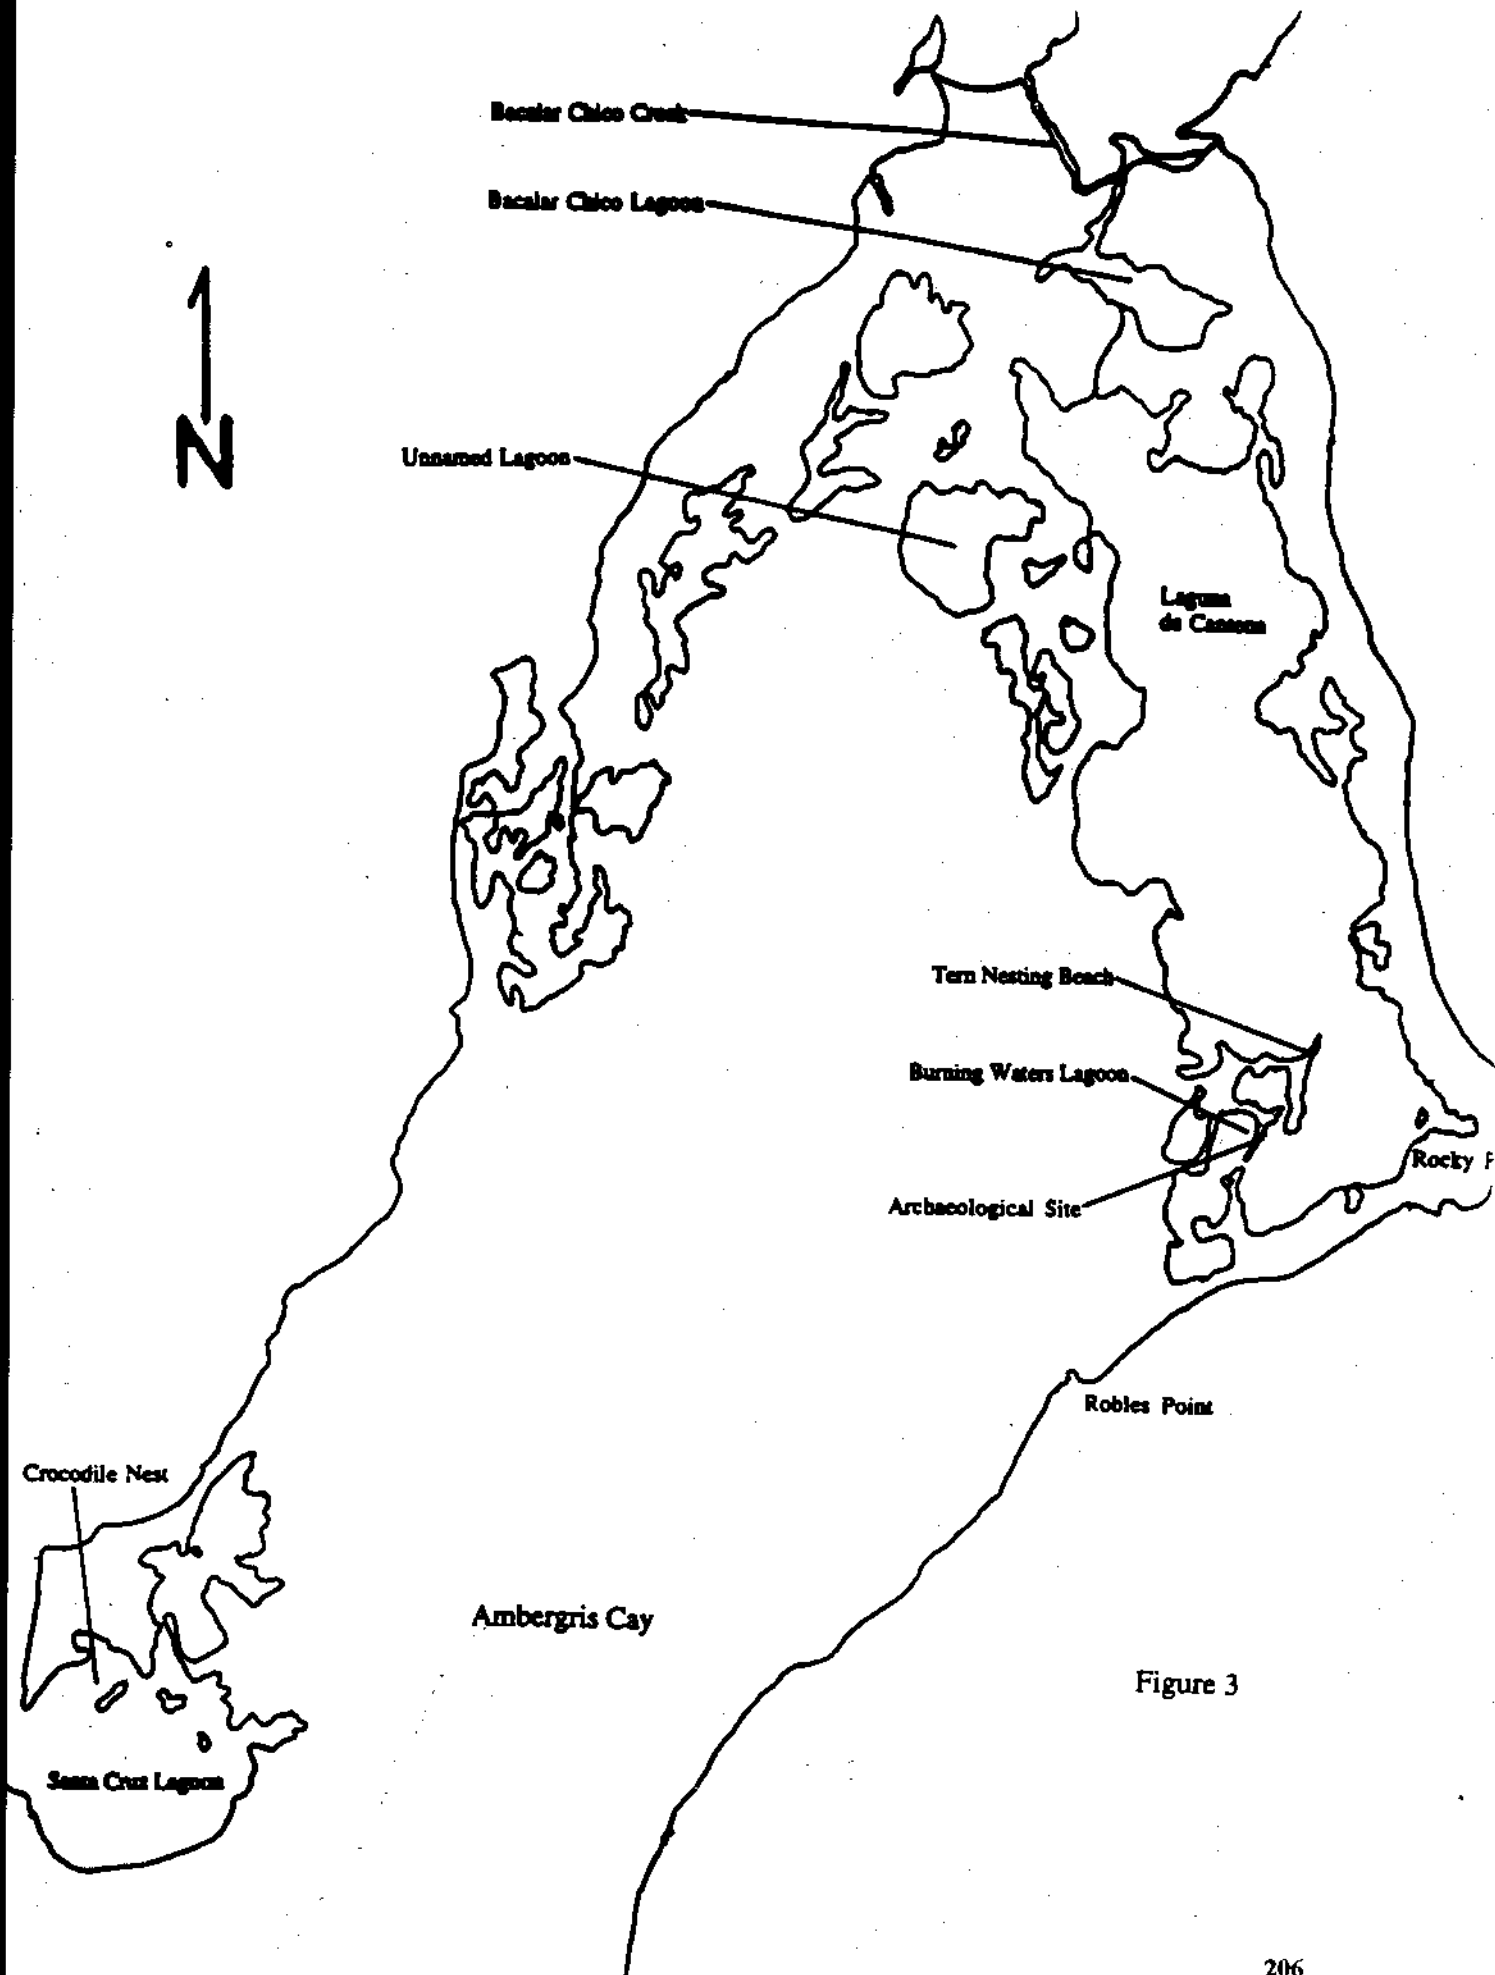 Bacalar Chico Creek
Bacalar Chico Lagoon
N
Unnamed Lagoon
Laguna
de Cantena
Tern Nesting Beach
Burning Waters Lagoon
Rocky P
Archaeological Site
Robles Point
Crocodile Nest
Ambergris Cay
Figure 3
Santa Cruz Lagoon
206